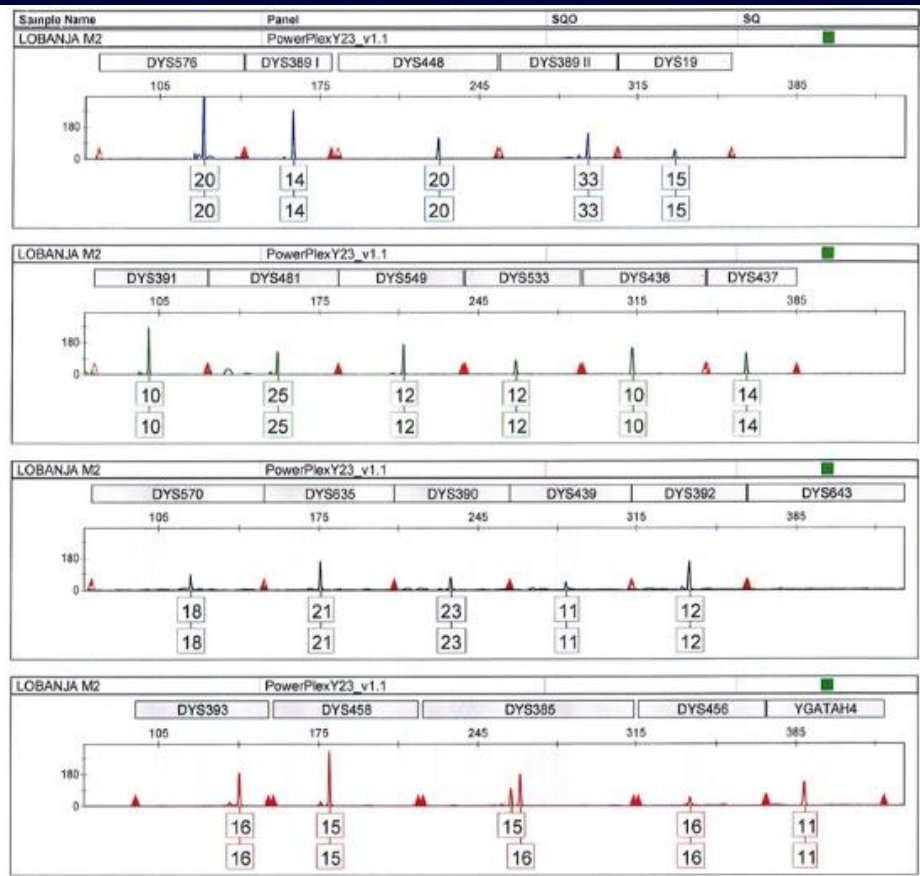 Sample Name Panel SQO SQ
LOBANJA M2 PowerPlexY23_v1.1
DYS576 DYS389 I DYS448 DYS389 II DYS19
105 175 245 315 385
180
0
20 14 20 33 15
20 14 20 33 15
LOBANJA M2 PowerPlexY23_v1.1
DYS391 DYS481 DYS549 DYS533 DYS438 DYS437
105 175 245 315 385
180
0
10 25 12 12 10 14
10 25 12 12 10 14
LOBANJA M2 PowerPlexY23_v1.1
DYS570 DYS635 DYS390 DYS439 DYS392 DYS643
105 175 245 315 385
180
0
18 21 23 11 12
18 21 23 11 12
LOBANJA M2 PowerPlexY23_v1.1
DYS393 DYS458 DYS385 DYS456 YGATAH4
105 175 245 315 385
180
0
16 15 15 16 11
16 15 16 16 11